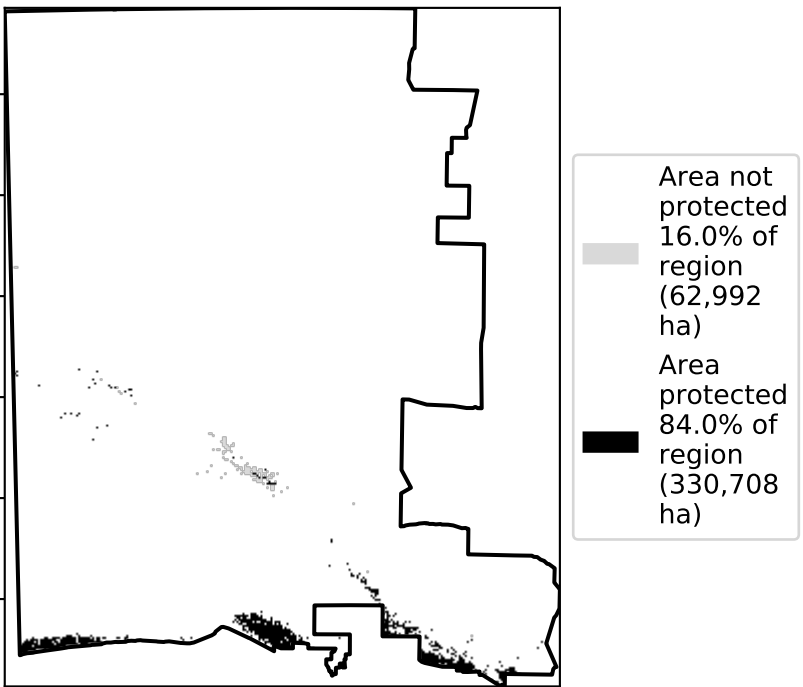 Area not
protected
16.0% of
region
(62,992
ha)
Area
protected
84.0% of
region
(330,708
ha)